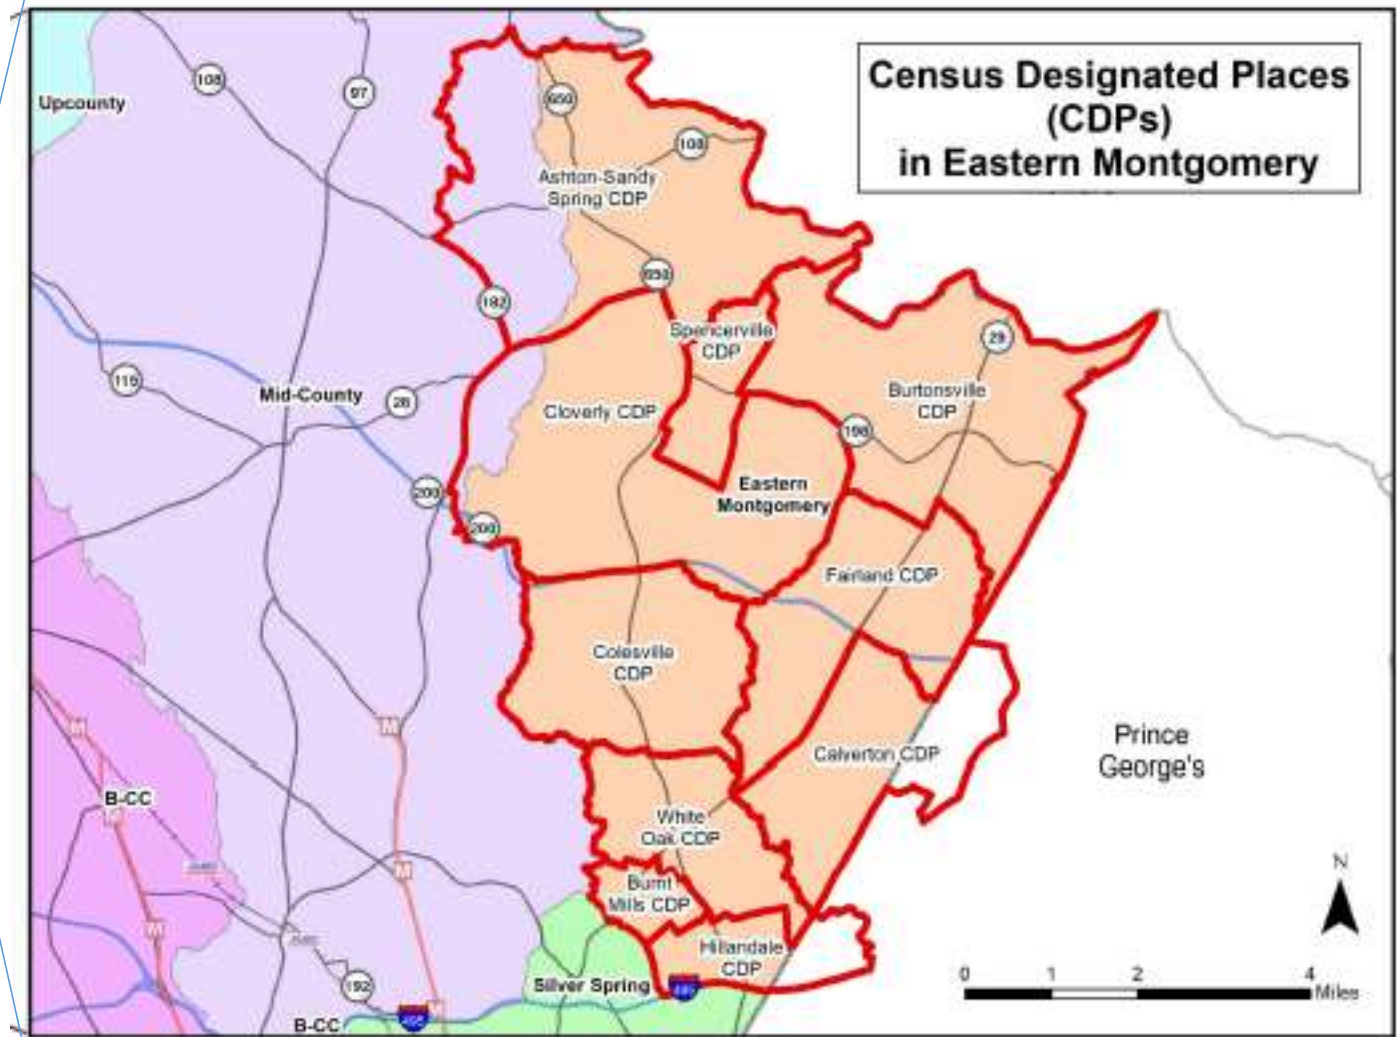 Census Designated Places
(CDPs)
in Eastern Montgomery
Upcounty
108
97
650
108
Ashton-Sandy
Spring CDP
650
182
Spencerville
CDP
29
115
Mid-County
28
Cloverly CDP
Burtonsville
CDP
198
200
200
Eastern
Montgomery
Fairland CDP
Colesville
CDP
M
M
Calverton CDP
Prince
George's
B-CC
White
Oak CDP
M
Burnt
Mills CDP
M
Hillandale
CDP
192
Silver Spring
495
495
B-CC
N
0 1 2 4
Miles